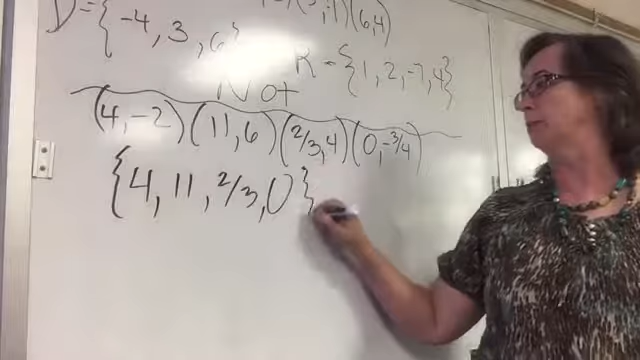 )(6,4)
D={-4, 3, 6}
R={1, 2, -7, 4}
Not
(4, -2) (11, 6) (2/3, 4) (0, -3/4)
{4, 11, 2/3, 0}